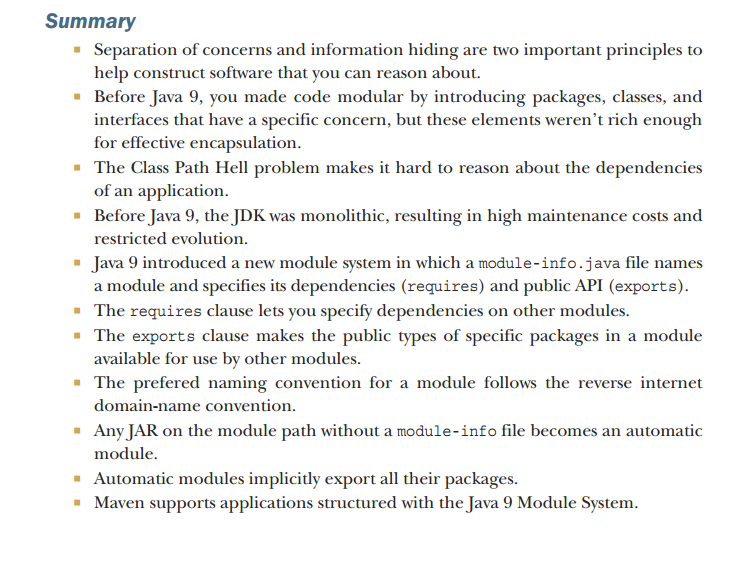 Summary
▪ Separation of concerns and information hiding are two important principles to
help construct software that you can reason about.
▪ Before Java 9, you made code modular by introducing packages, classes, and
interfaces that have a specific concern, but these elements weren't rich enough
for effective encapsulation.
▪ The Class Path Hell problem makes it hard to reason about the dependencies
of an application.
▪ Before Java 9, the JDK was monolithic, resulting in high maintenance costs and
restricted evolution.
▪ Java 9 introduced a new module system in which a module-info.java file names
a module and specifies its dependencies (requires) and public API (exports).
▪ The requires clause lets you specify dependencies on other modules.
▪ The exports clause makes the public types of specific packages in a module
available for use by other modules.
▪ The prefered naming convention for a module follows the reverse internet
domain-name convention.
▪ Any JAR on the module path without a module-info file becomes an automatic
module.
▪ Automatic modules implicitly export all their packages.
▪ Maven supports applications structured with the Java 9 Module System.